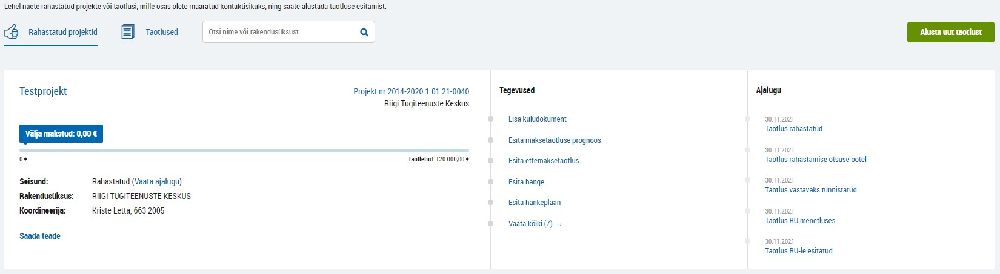 Lehel näete rahastatud projekte või taotlusi, mille osas olete määratud kontaktisikuks, ning saate alustada taotluse esitamist.
Rahastatud projektid
Taotlused
Otsi nime või rakendusüksust
Alusta uut taotlust
Testprojekt
Projekt nr 2014-2020.1.01.21-0040
Riigi Tugiteenuste Keskus
Välja makstud: 0,00 €
0 €
Taotletud: 120 000,00 €
Seisund: Rahastatud (Vaata ajalugu)
Rakendusüksus: RIIGI TUGITEENUSTE KESKUS
Koordineerija: Kriste Letta, 663 2005
Saada teade
Tegevused
Lisa kuludokument
Esita maksetaotluse prognoos
Esita ettemaksetaotlus
Esita hange
Esita hankeplaan
Vaata kõiki (7) →
Ajalugu
30.11.2021
Taotlus rahastatud
30.11.2021
Taotlus rahastamise otsuse ootel
30.11.2021
Taotlus vastavaks tunnistatud
30.11.2021
Taotlus RÜ menetluses
30.11.2021
Taotlus RÜ-le esitatud